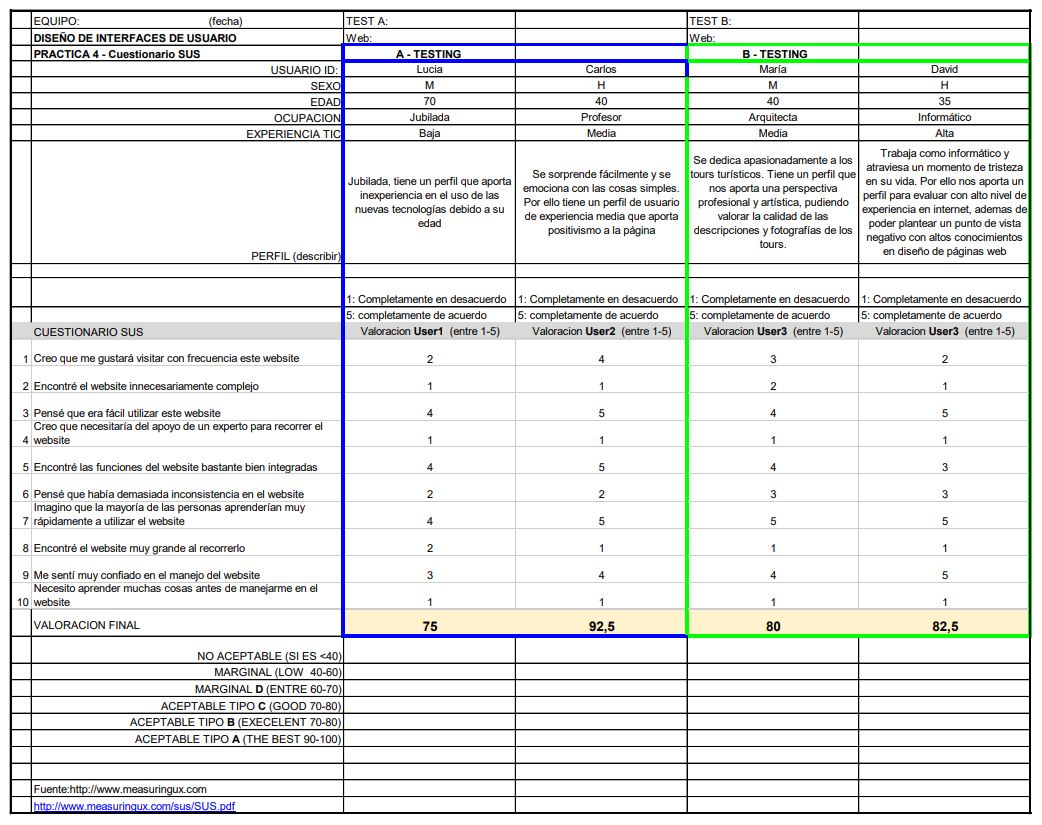 EQUIPO: (fecha) TEST A: TEST B:
DISEÑO DE INTERFACES DE USUARIO Web: Web:
PRACTICA 4 - Cuestionario SUS A - TESTING B - TESTING
USUARIO ID: Lucia Carlos María David
SEXO M H M H
EDAD 70 40 40 35
OCUPACION Jubilada Profesor Arquitecta Informático
EXPERIENCIA TIC Baja Media Media Alta
PERFIL (describir)
Jubilada, tiene un perfil que aporta
inexperiencia en el uso de las
nuevas tecnologías debido a su
edad
Se sorprende fácilmente y se
emociona con las cosas simples.
Por ello tiene un perfil de usuario
de experiencia media que aporta
positivismo a la página
Se dedica apasionadamente a los
tours turísticos. Tiene un perfil que
nos aporta una perspectiva
profesional y artística, pudiendo
valorar la calidad de las
descripciones y fotografías de los
tours.
Trabaja como informático y
atraviesa un momento de tristeza
en su vida. Por ello nos aporta un
perfil para evaluar con alto nivel de
experiencia en internet, ademas de
poder plantear un punto de vista
negativo con altos conocimientos
en diseño de páginas web
1: Completamente en desacuerdo 1: Completamente en desacuerdo 1: Completamente en desacuerdo 1: Completamente en desacuerdo
5: completamente de acuerdo 5: completamente de acuerdo 5: completamente de acuerdo 5: completamente de acuerdo
CUESTIONARIO SUS Valoracion User1 (entre 1-5) Valoracion User2 (entre 1-5) Valoracion User3 (entre 1-5) Valoracion User3 (entre 1-5)
1 Creo que me gustará visitar con frecuencia este website 2 4 3 2
2 Encontré el website innecesariamente complejo 1 1 2 1
3 Pensé que era fácil utilizar este website 4 5 4 5
Creo que necesitaría del apoyo de un experto para recorrer el
4 website 1 1 1 1
5 Encontré las funciones del website bastante bien integradas 4 5 4 3
6 Pensé que había demasiada inconsistencia en el website 2 2 3 3
Imagino que la mayoría de las personas aprenderían muy
7 rápidamente a utilizar el website 4 5 5 5
8 Encontré el website muy grande al recorrerlo 2 1 1 1
9 Me sentí muy confiado en el manejo del website 3 4 4 5
Necesito aprender muchas cosas antes de manejarme en el
10 website 1 1 1 1
VALORACION FINAL 75 92,5 80 82,5
NO ACEPTABLE (SI ES <40)
MARGINAL (LOW 40-60)
MARGINAL D (ENTRE 60-70)
ACEPTABLE TIPO C (GOOD 70-80)
ACEPTABLE TIPO B (EXECELENT 70-80)
ACEPTABLE TIPO A (THE BEST 90-100)
Fuente:http://www.measuringux.com
http://www.measuringux.com/sus/SUS.pdf